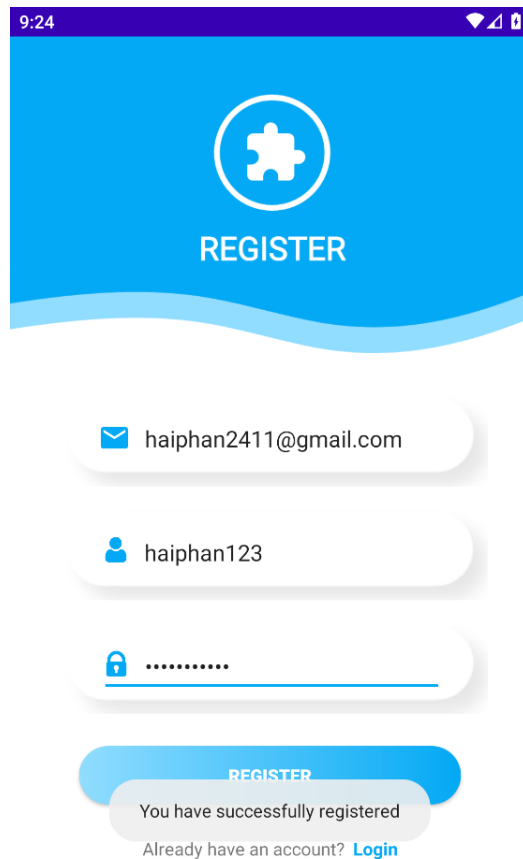 9:24
REGISTER
haiphan2411@gmail.com
haiphan123
•••••••••••
REGISTER
You have successfully registered
Already have an account? Login